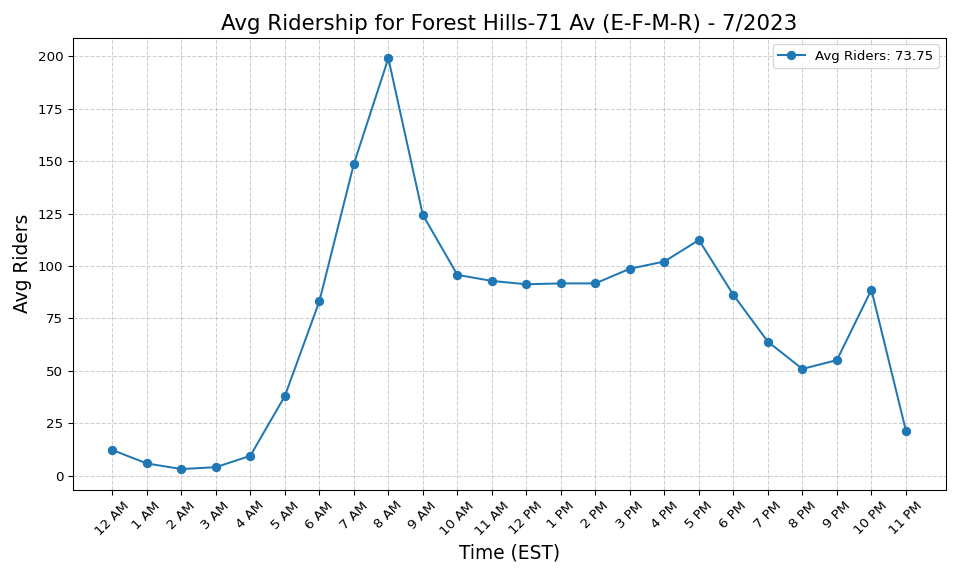 Avg Ridership for Forest Hills-71 Av (E-F-M-R) - 7/2023
Avg Riders: 73.75
Avg Riders
200
175
150
125
100
75
50
25
0
12 AM
1 AM
2 AM
3 AM
4 AM
5 AM
6 AM
7 AM
8 AM
9 AM
10 AM
11 AM
12 PM
1 PM
2 PM
3 PM
4 PM
5 PM
6 PM
7 PM
8 PM
9 PM
10 PM
11 PM
Time (EST)